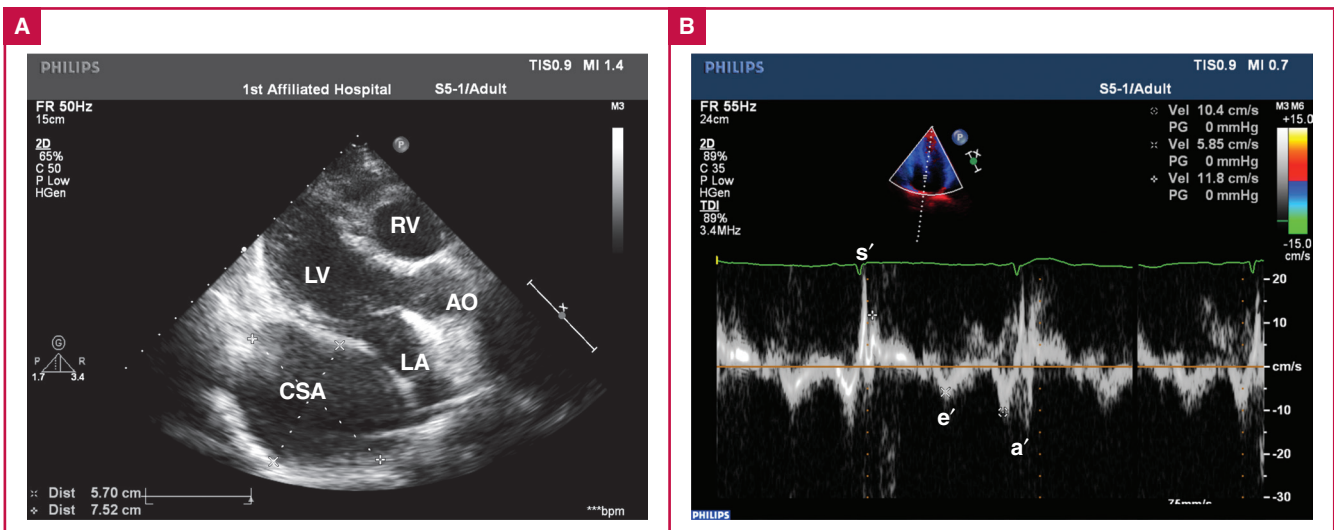 A
PHILIPS
TIS0.9 MI 1.4
1st Affiliated Hospital S5-1/Adult
FR 50Hz
15cm
M3
2D
65%
C 50
P Low
HGen
P
RV
LV
AO
LA
CSA
G
P R
1.7 3.4
Dist 5.70 cm
Dist 7.52 cm
***bpm
B
PHILIPS
TIS0.9 MI 0.7
S5-1/Adult
FR 55Hz
24cm
M3 M6
+15.0
Vel 10.4 cm/s
PG 0 mmHg
Vel 5.85 cm/s
PG 0 mmHg
Vel 11.8 cm/s
PG 0 mmHg
2D
89%
C 35
P Low
HGen
TDI
89%
3.4MHz
P
-15.0
cm/s
s′
e′
a′
20
10
cm/s
-10
-20
-30
75mm/s
PHILIPS